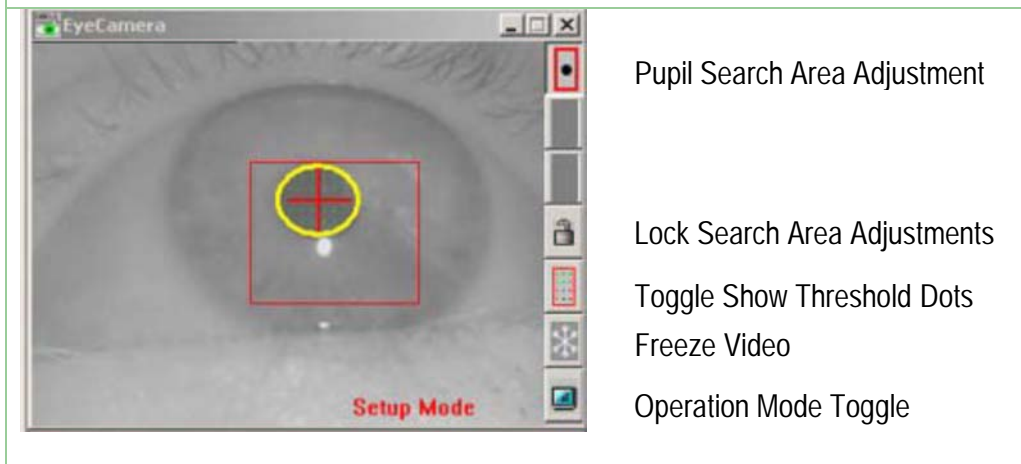 EyeCamera
Pupil Search Area Adjustment
Lock Search Area Adjustments
Toggle Show Threshold Dots
Freeze Video
Operation Mode Toggle
Setup Mode